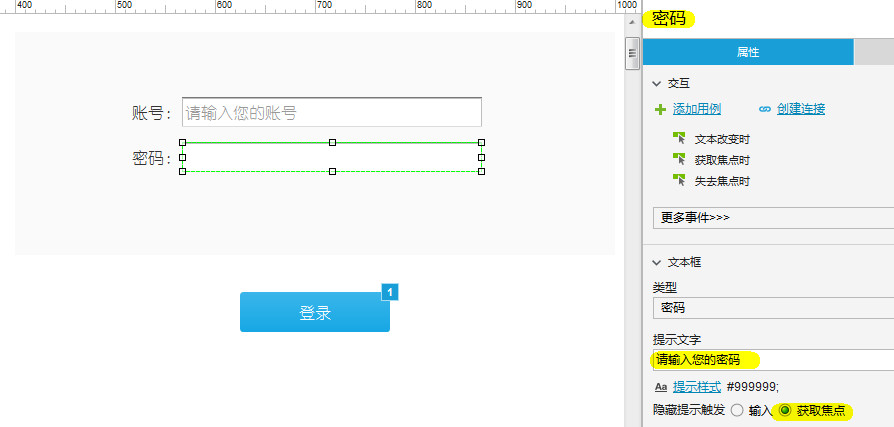 400 500 600 700 800 900 1000
密码
属性
交互
添加用例 创建连接
文本改变时
获取焦点时
失去焦点时
更多事件>>>
账号: 请输入您的账号
密码:
1
登录
文本框
类型
密码
提示文字
请输入您的密码
Aa 提示样式 #999999;
隐藏提示触发 输入 获取焦点